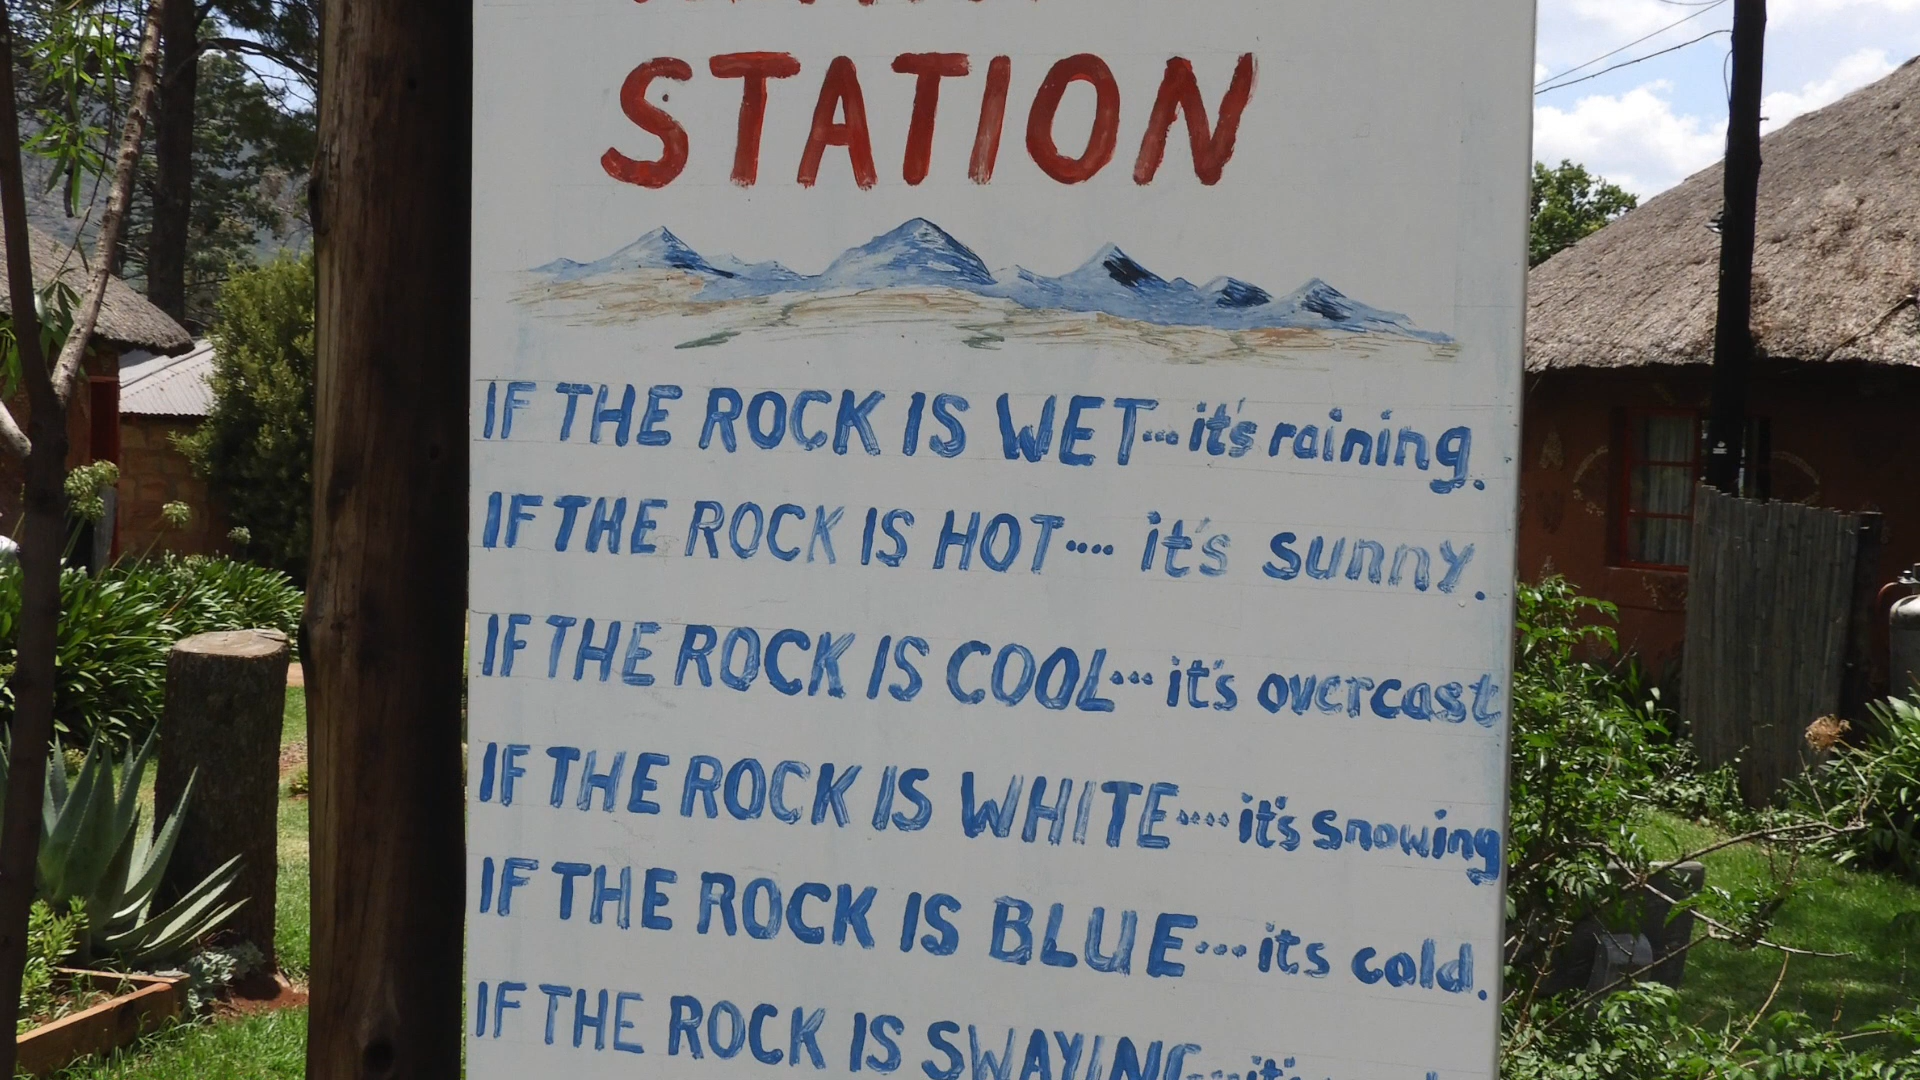 STATION
IF THE ROCK IS WET...it's raining.
IF THE ROCK IS HOT.... it's sunny.
IF THE ROCK IS COOL...it's overcast
IF THE ROCK IS WHITE....it's snowing
IF THE ROCK IS BLUE...its cold.
IF THE ROCK IS SWAYING...it's